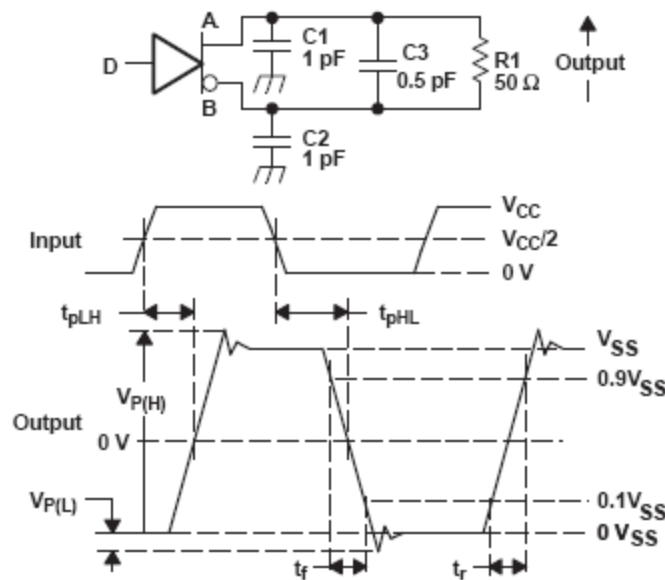 A
D
B
C1
1 pF
C2
1 pF
C3
0.5 pF
R1
50 Ω
Output
Input
VCC
VCC/2
0 V
tpLH
tpHL
VP(H)
Output
0 V
VP(L)
VSS
0.9VSS
0.1VSS
0 VSS
tf
tr